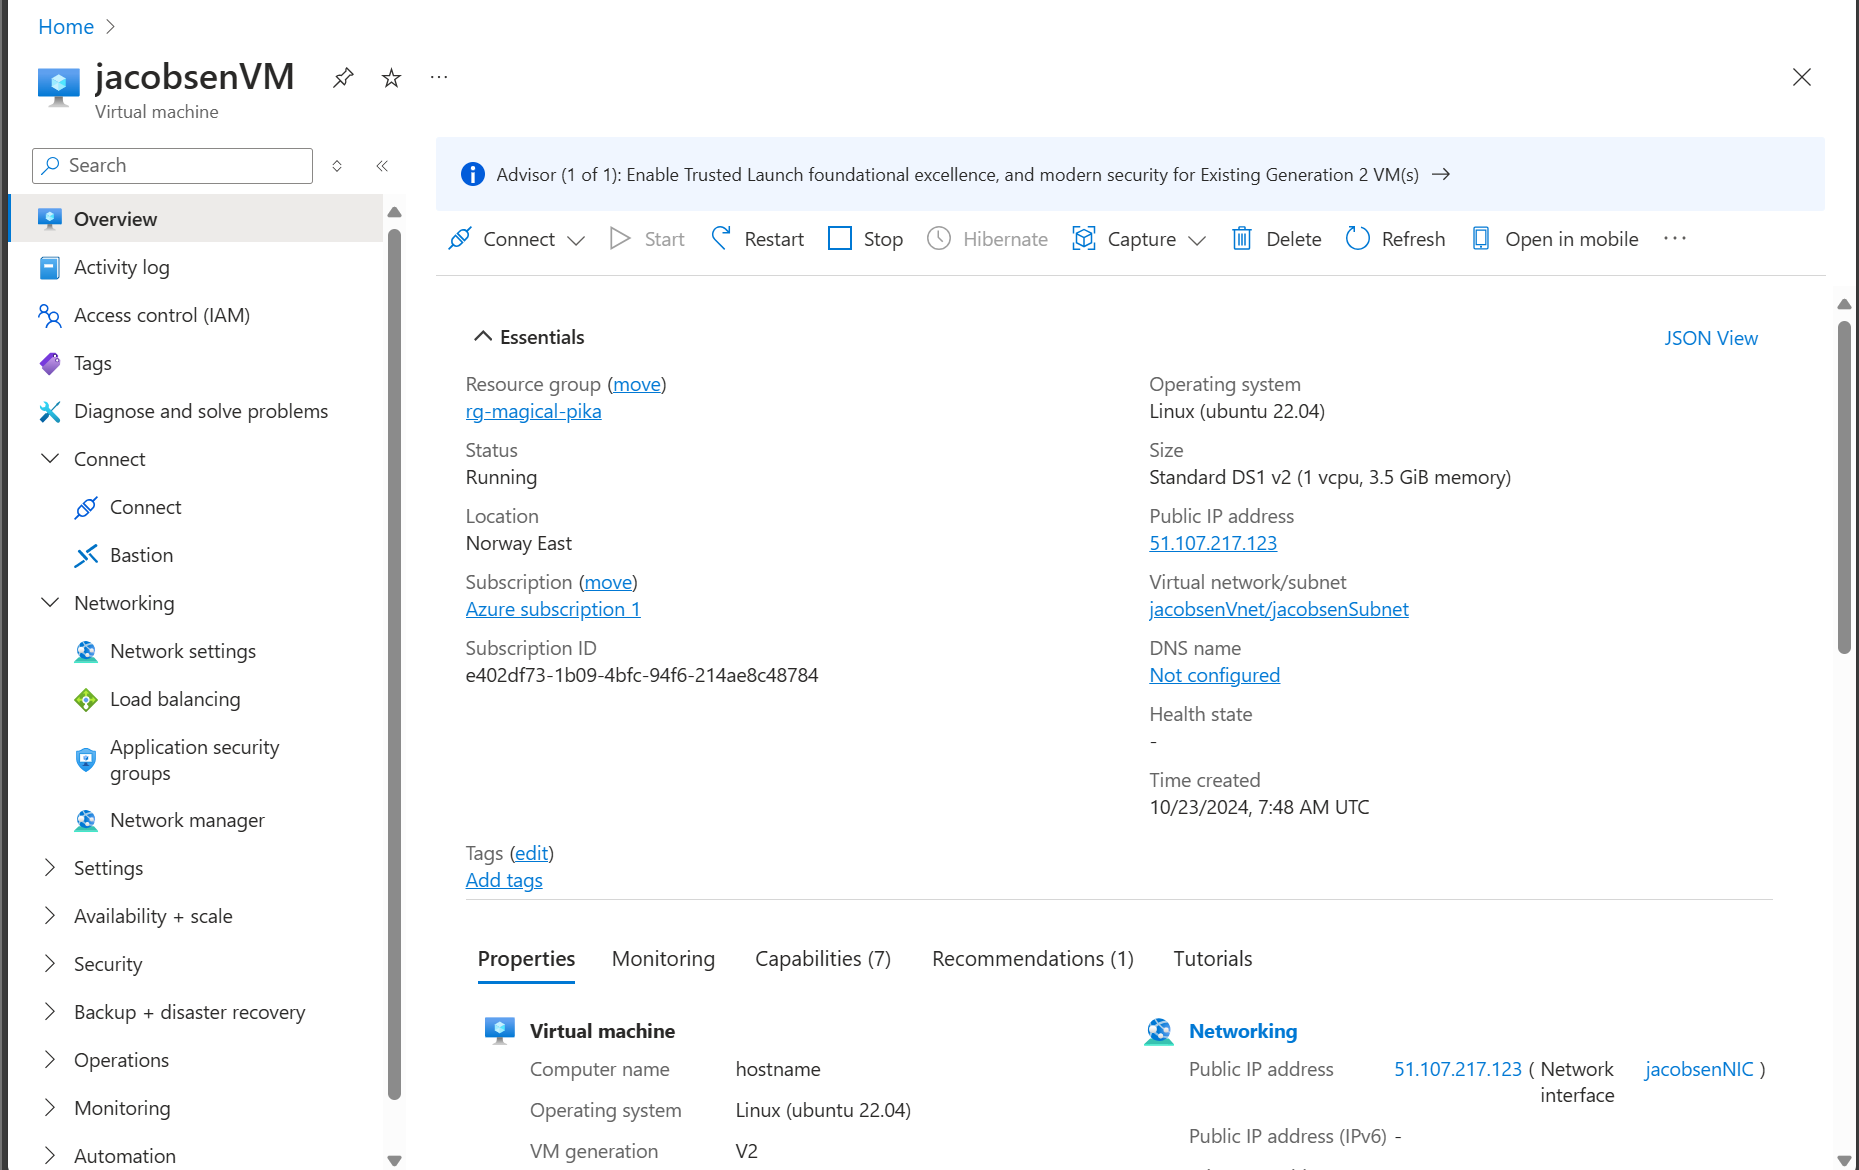 Home
jacobsenVM
Virtual machine
Search
Overview
Activity log
Access control (IAM)
Tags
Diagnose and solve problems
Connect
Connect
Bastion
Networking
Network settings
Load balancing
Application security
groups
Network manager
Settings
Availability + scale
Security
Backup + disaster recovery
Operations
Monitoring
Automation
Advisor (1 of 1): Enable Trusted Launch foundational excellence, and modern security for Existing Generation 2 VM(s)
Connect Start Restart Stop Hibernate Capture Delete Refresh Open in mobile
Essentials
JSON View
Resource group (move)
rg-magical-pika
Status
Running
Location
Norway East
Subscription (move)
Azure subscription 1
Subscription ID
e402df73-1b09-4bfc-94f6-214ae8c48784
Operating system
Linux (ubuntu 22.04)
Size
Standard DS1 v2 (1 vcpu, 3.5 GiB memory)
Public IP address
51.107.217.123
Virtual network/subnet
jacobsenVnet/jacobsenSubnet
DNS name
Not configured
Health state
-
Time created
10/23/2024, 7:48 AM UTC
Tags (edit)
Add tags
Properties Monitoring Capabilities (7) Recommendations (1) Tutorials
Virtual machine
Computer name hostname
Operating system Linux (ubuntu 22.04)
VM generation V2
Networking
Public IP address 51.107.217.123 ( Network jacobsenNIC )
interface
Public IP address (IPv6) -